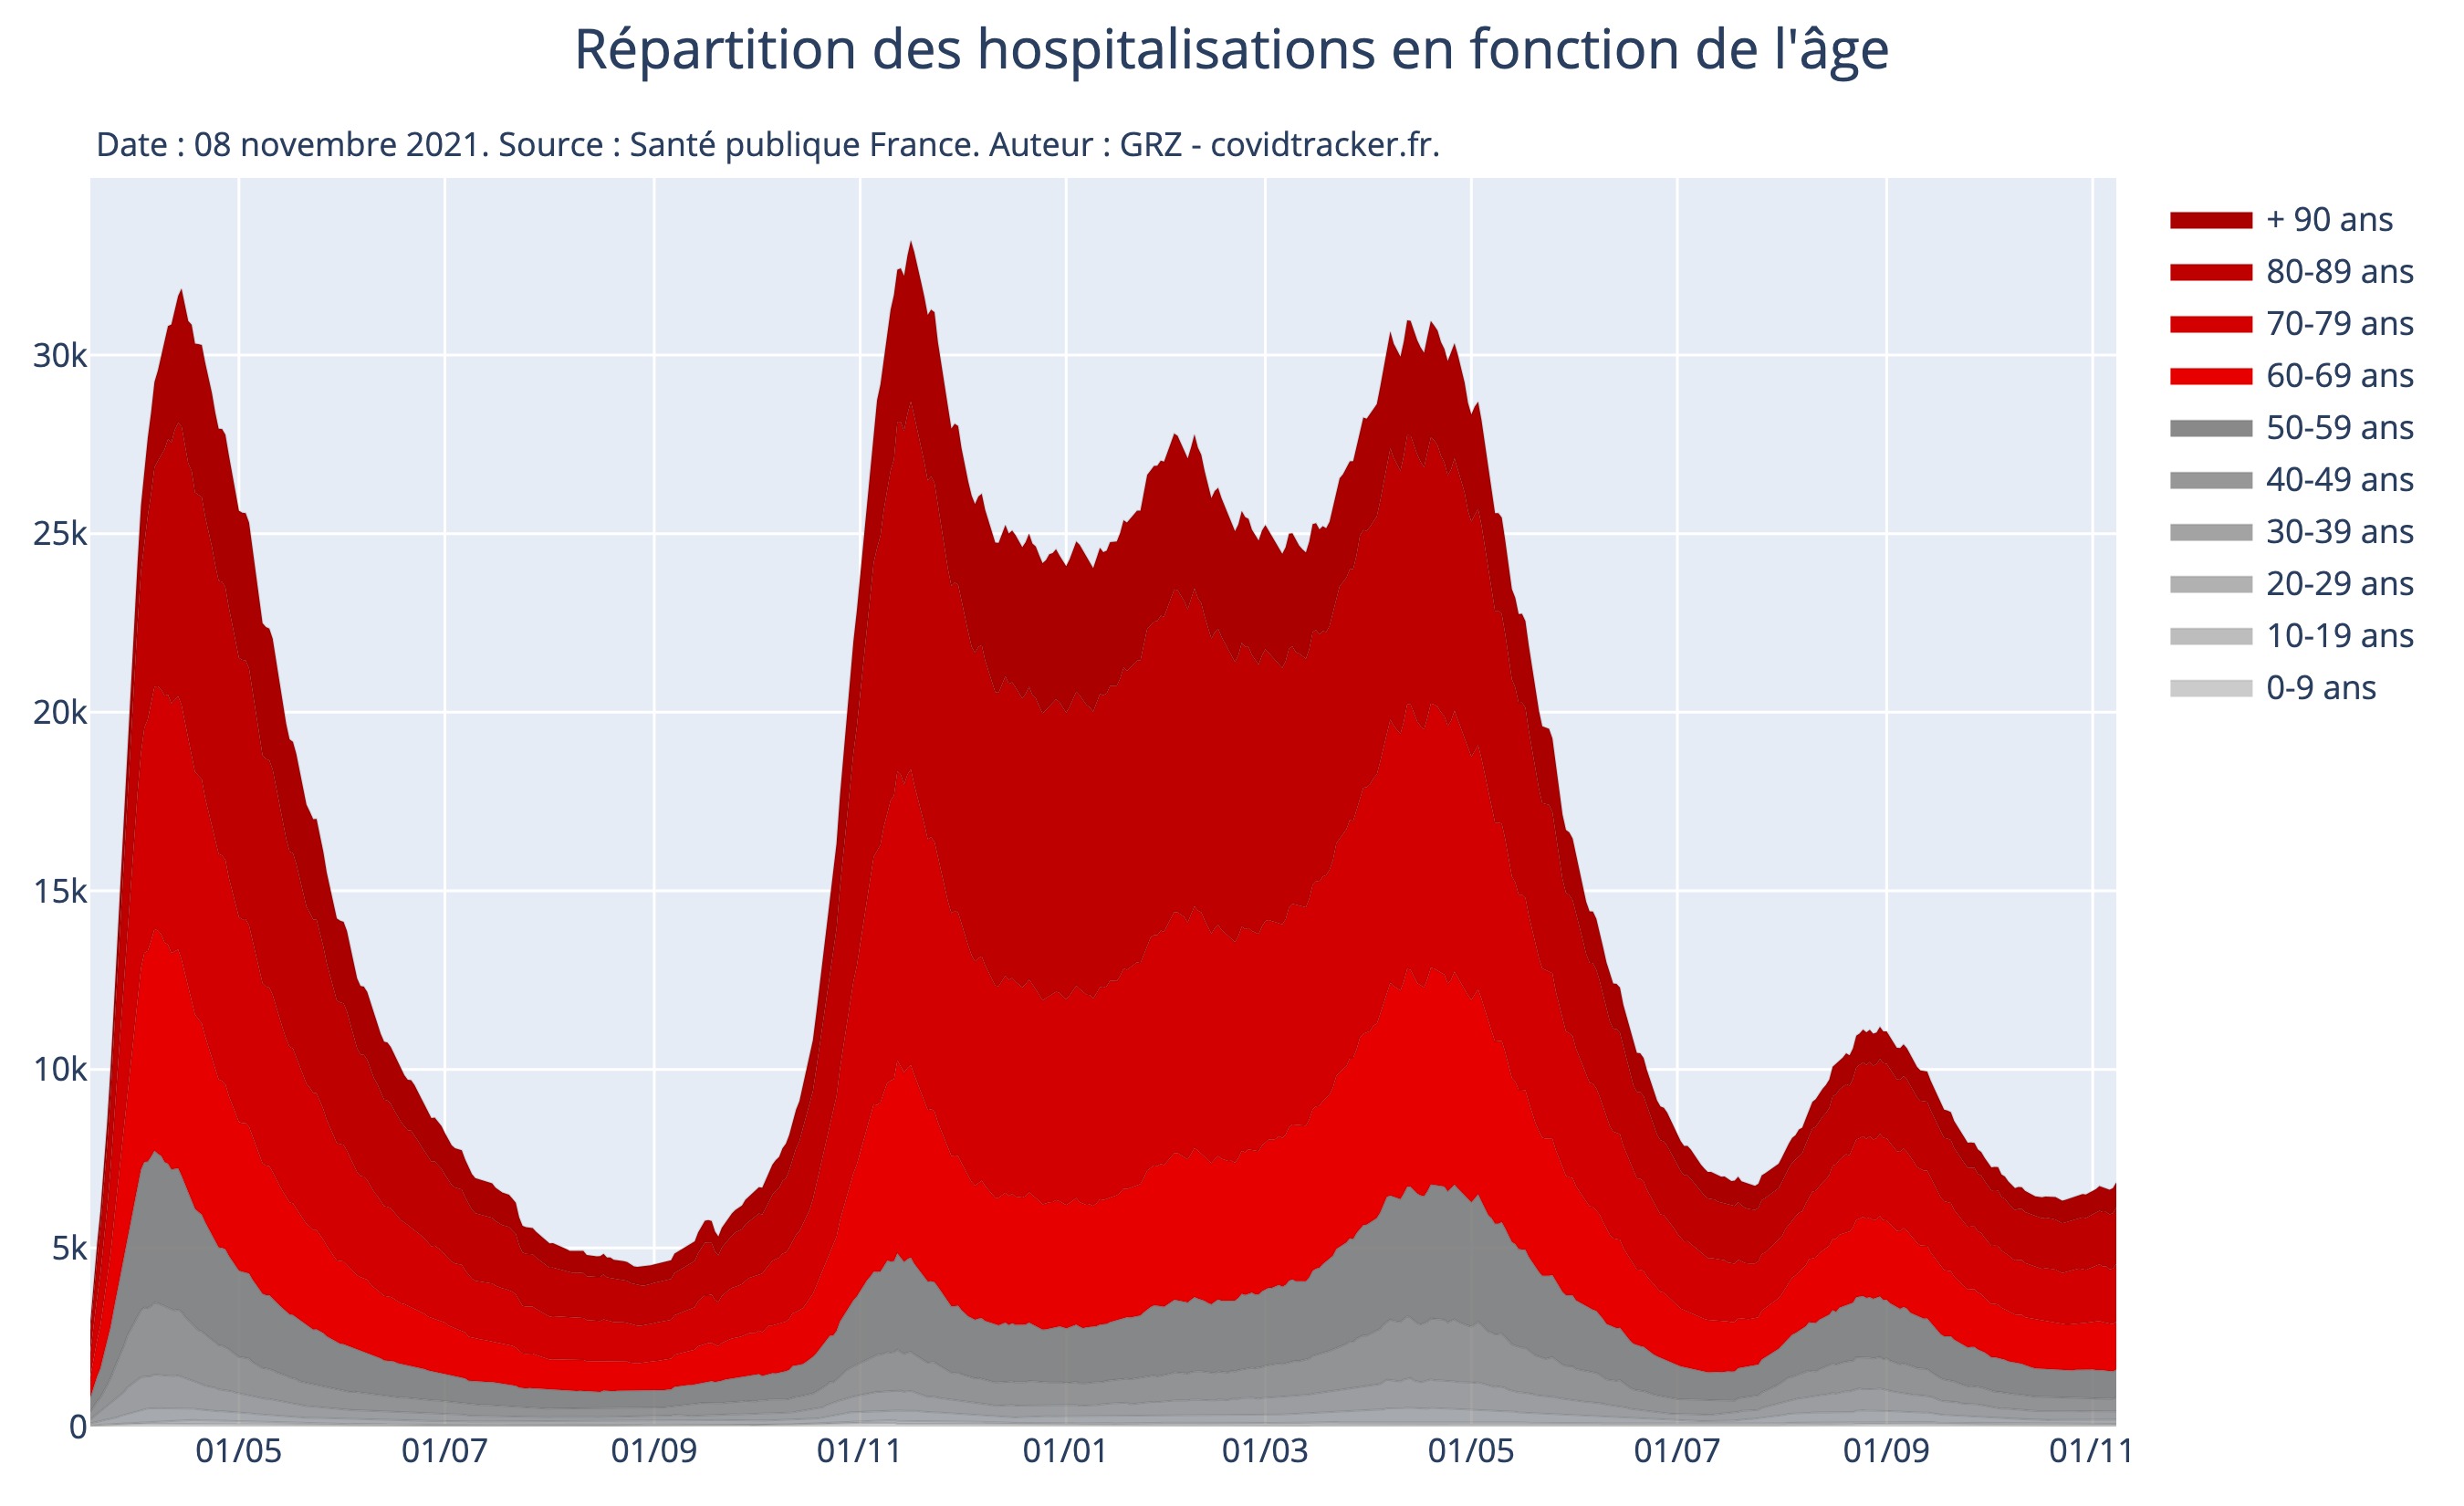 Répartition des hospitalisations en fonction de l'âge
Date : 08 novembre 2021. Source : Santé publique France. Auteur : GRZ - covidtracker.fr.
+ 90 ans
80-89 ans
70-79 ans
60-69 ans
50-59 ans
40-49 ans
30-39 ans
20-29 ans
10-19 ans
0-9 ans
30k
25k
20k
15k
10k
5k
0
01/05 01/07 01/09 01/11 01/01 01/03 01/05 01/07 01/09 01/11